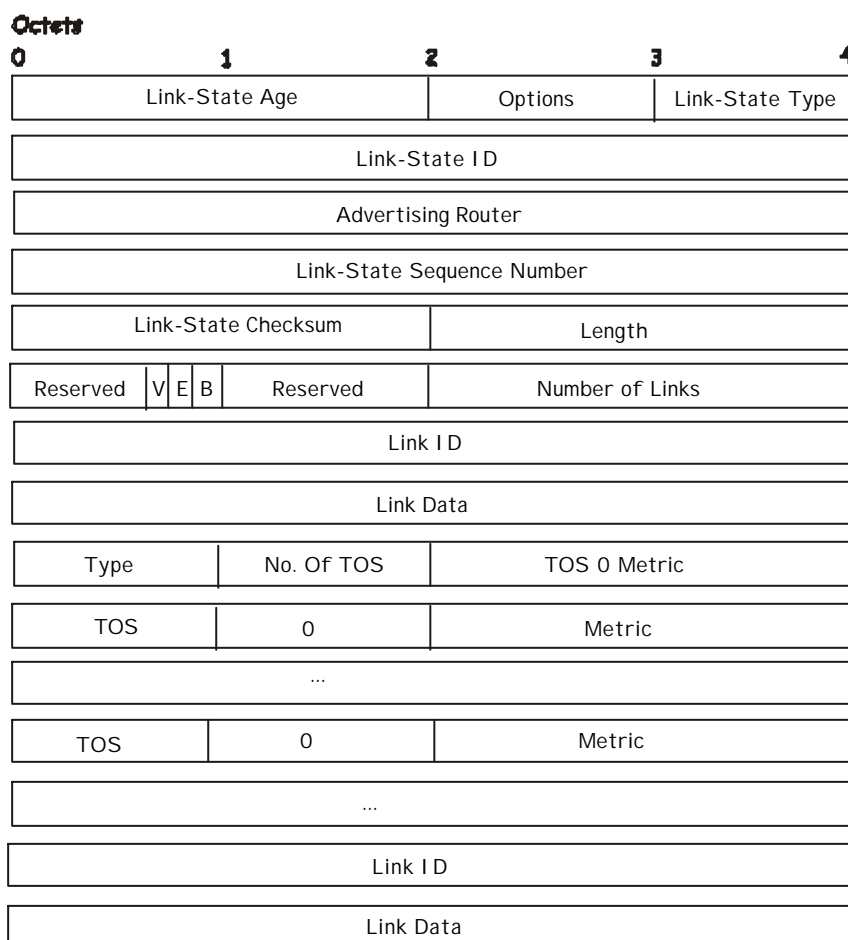 Octets
0 1 2 3 4
Link-State Age Options Link-State Type
Link-State ID
Advertising Router
Link-State Sequence Number
Link-State Checksum Length
Reserved V E B Reserved Number of Links
Link ID
Link Data
Type No. Of TOS TOS 0 Metric
TOS 0 Metric
...
TOS 0 Metric
...
Link ID
Link Data